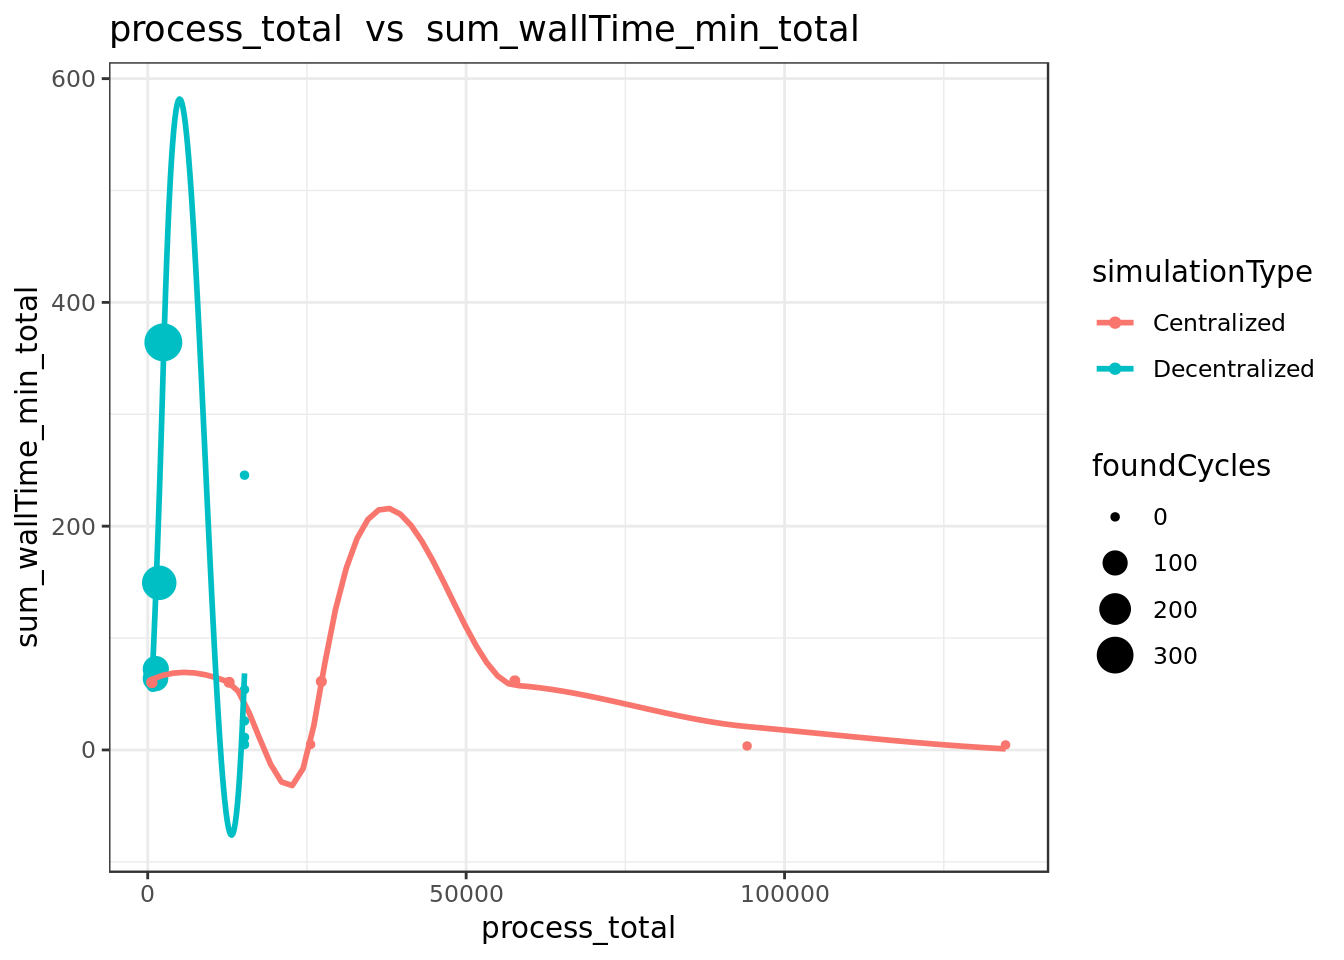 process_total  vs  sum_wallTime_min_total
600
400
200
0
sum_wallTime_min_total
0
50000
100000
process_total
simulationType
Centralized
Decentralized
foundCycles
0
100
200
300